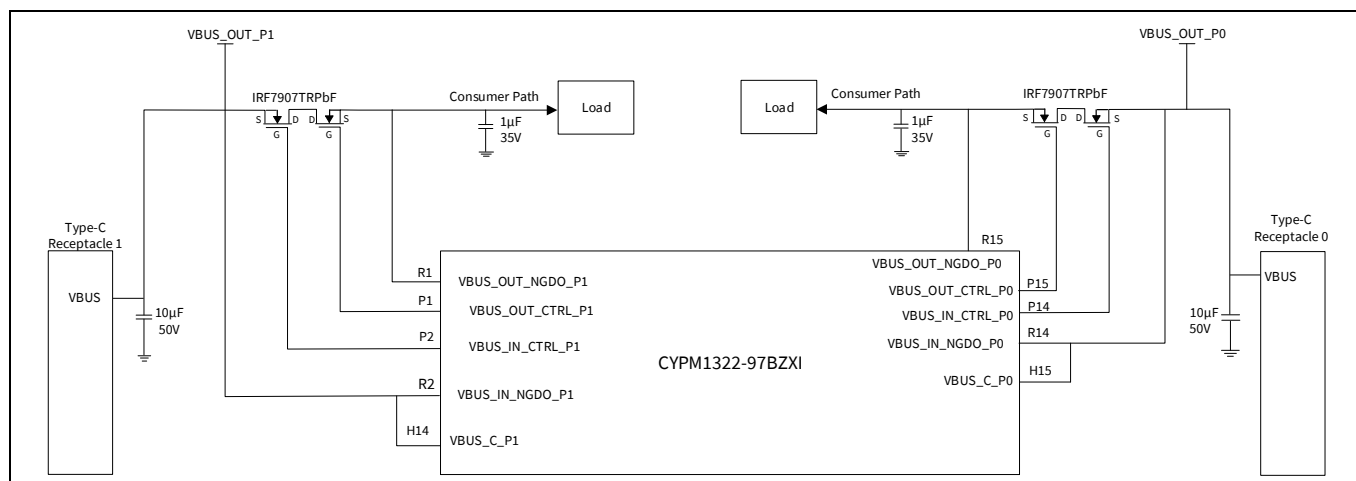 VBUS_OUT_P1
VBUS_OUT_P0
IRF7907TRPbF
Consumer Path
Load
Load
Consumer Path
IRF7907TRPbF
S
D
D
S
G
G
1µF
35V
1µF
35V
S
D
D
S
G
G
Type-C
Receptacle 1
VBUS
10µF
50V
Type-C
Receptacle 0
VBUS
10µF
50V
R1
VBUS_OUT_NGDO_P1
P1
VBUS_OUT_CTRL_P1
P2
VBUS_IN_CTRL_P1
R2
VBUS_IN_NGDO_P1
H14
VBUS_C_P1
CYPM1322-97BZXI
R15
VBUS_OUT_NGDO_P0
P15
VBUS_OUT_CTRL_P0
P14
VBUS_IN_CTRL_P0
R14
VBUS_IN_NGDO_P0
H15
VBUS_C_P0